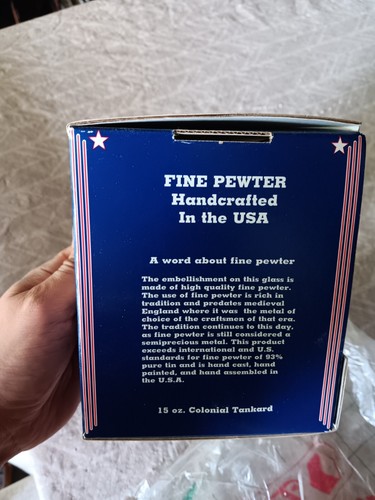 FINE PEWTER
Handcrafted
In the USA
A word about fine pewter
The embellishment on this glass is
made of high quality fine pewter.
The use of fine pewter is rich in
tradition and predates medieval
England where it was the metal of
choice of the craftsmen of that era.
The tradition continues to this day,
as fine pewter is still considered a
semiprecious metal. This product
exceeds international and U.S.
standards for fine pewter of 93%
pure tin and is hand cast, hand
painted, and hand assembled in
the U.S.A.
15 oz. Colonial Tankard